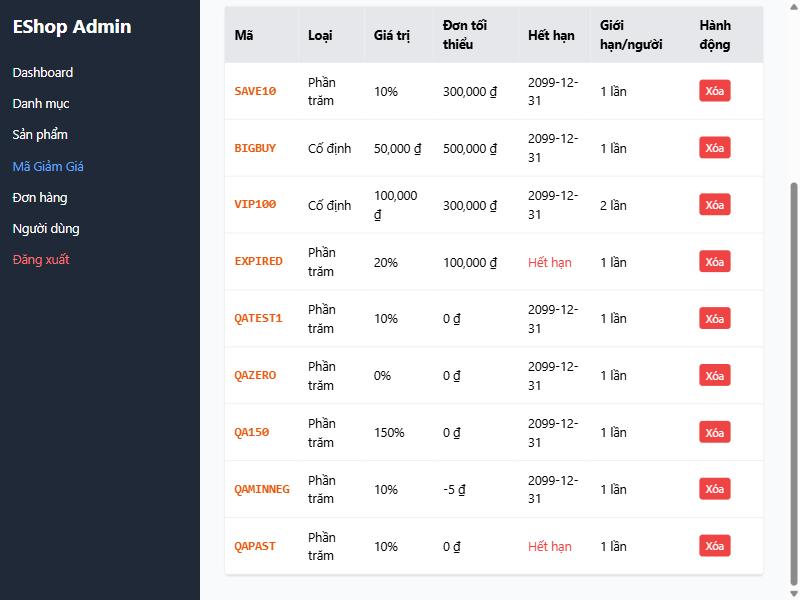 EShop Admin
Dashboard
Danh mục
Sản phẩm
Mã Giảm Giá
Đơn hàng
Người dùng
Đăng xuất
Mã Loại Giá trị Đơn tối thiểu Hết hạn Giới hạn/người Hành động
SAVE10 Phần trăm 10% 300,000 ₫ 2099-12-31 1 lần Xóa
BIGBUY Cố định 50,000 ₫ 500,000 ₫ 2099-12-31 1 lần Xóa
VIP100 Cố định 100,000 ₫ 300,000 ₫ 2099-12-31 2 lần Xóa
EXPIRED Phần trăm 20% 100,000 ₫ Hết hạn 1 lần Xóa
QATEST1 Phần trăm 10% 0 ₫ 2099-12-31 1 lần Xóa
QAZERO Phần trăm 0% 0 ₫ 2099-12-31 1 lần Xóa
QA150 Phần trăm 150% 0 ₫ 2099-12-31 1 lần Xóa
QAMINNEG Phần trăm 10% -5 ₫ 2099-12-31 1 lần Xóa
QAPAST Phần trăm 10% 0 ₫ Hết hạn 1 lần Xóa